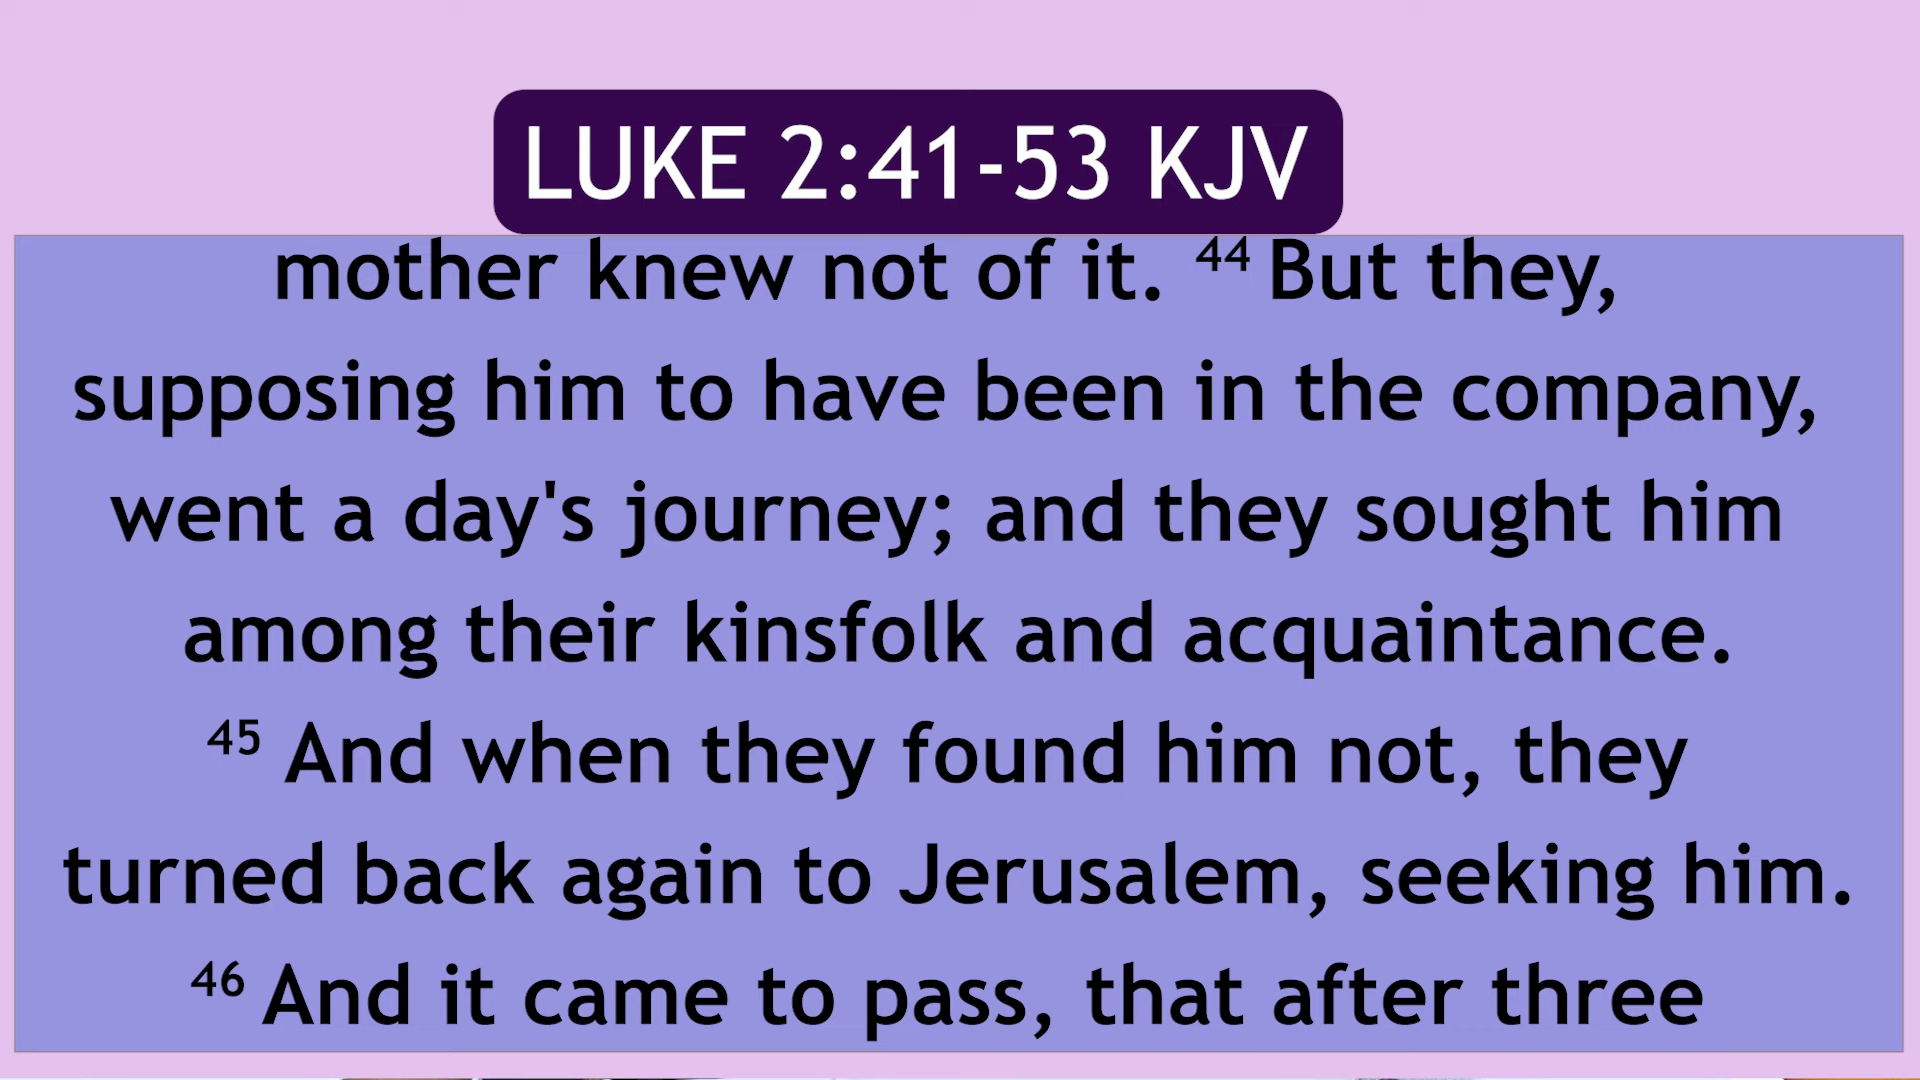 LUKE 2:41-53 KJV
mother knew not of it. 44 But they,
supposing him to have been in the company,
went a day's journey; and they sought him
among their kinsfolk and acquaintance.
45 And when they found him not, they
turned back again to Jerusalem, seeking him.
46 And it came to pass, that after three